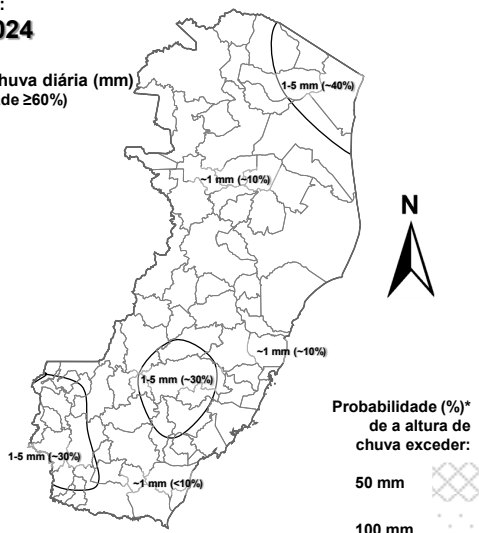 024
huva diária (mm)
de ≥60%)
1-5 mm (~40%)
~1 mm (~10%)
N
~1 mm (~10%)
1-5 mm (~30%)
1-5 mm (~30%)
~1 mm (<10%)
Probabilidade (%)*
de a altura de
chuva exceder:
50 mm
100 mm